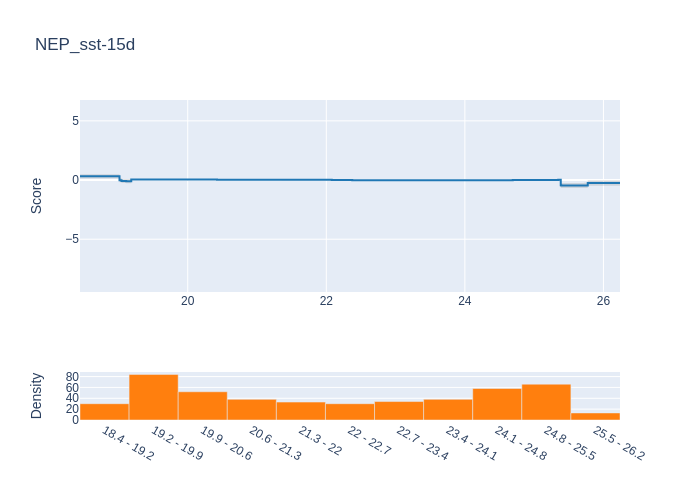 NEP_sst-15d
Score
5
0
−5
20
22
24
26
Density
80
60
40
20
0
18.4 - 19.2
19.2 - 19.9
19.9 - 20.6
20.6 - 21.3
21.3 - 22
22 - 22.7
22.7 - 23.4
23.4 - 24.1
24.1 - 24.8
24.8 - 25.5
25.5 - 26.2